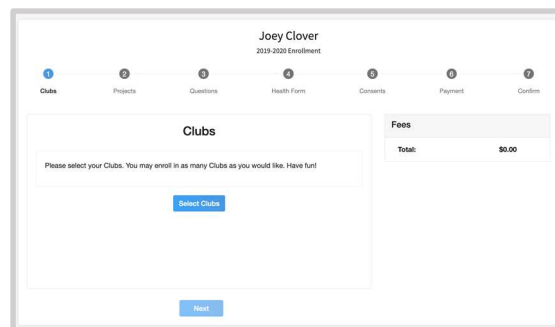 Joey Clover
2019-2020 Enrollment
1 2 3 4 5 6 7
Clubs Projects Questions Health Form Consents Payment Confirm
Clubs
Please select your Clubs. You may enroll in as many Clubs as you would like. Have fun!
Select Clubs
Next
Fees
Total: $0.00